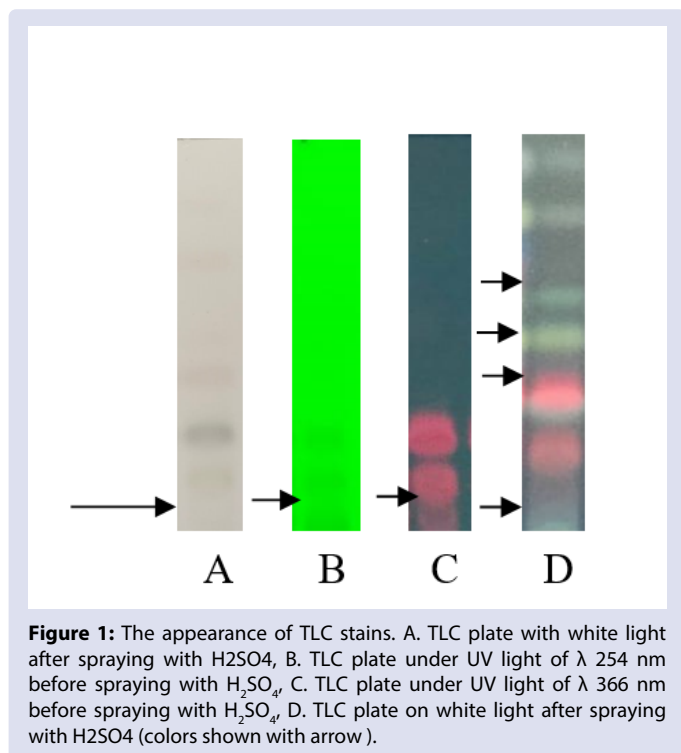 A B C D
Figure 1: The appearance of TLC stains. A. TLC plate with white light
after spraying with H2SO4, B. TLC plate under UV light of λ 254 nm
before spraying with H₂SO₄, C. TLC plate under UV light of λ 366 nm
before spraying with H₂SO₄, D. TLC plate on white light after spraying
with H2SO4 (colors shown with arrow ).